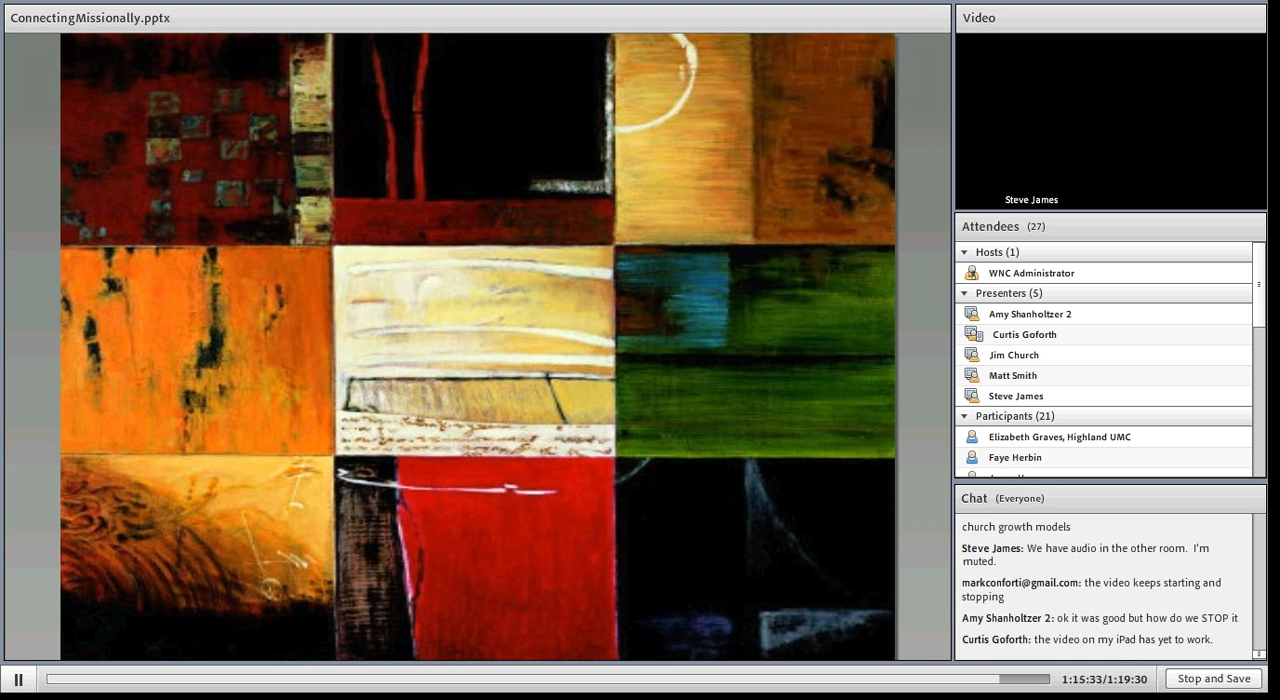 ConnectingMissionally.pptx
Video
Steve James
Attendees (27)
Hosts (1)
WNC Administrator
Presenters (5)
Amy Shanholtzer 2
Curtis Goforth
Jim Church
Matt Smith
Steve James
Participants (21)
Elizabeth Graves, Highland UMC
Faye Herbin
Chat (Everyone)
church growth models
Steve James: We have audio in the other room. I'm
muted.
markconforti@gmail.com: the video keeps starting and
stopping
Amy Shanholtzer 2: ok it was good but how do we STOP it
Curtis Goforth: the video on my iPad has yet to work.
1:15:33/1:19:30
Stop and Save